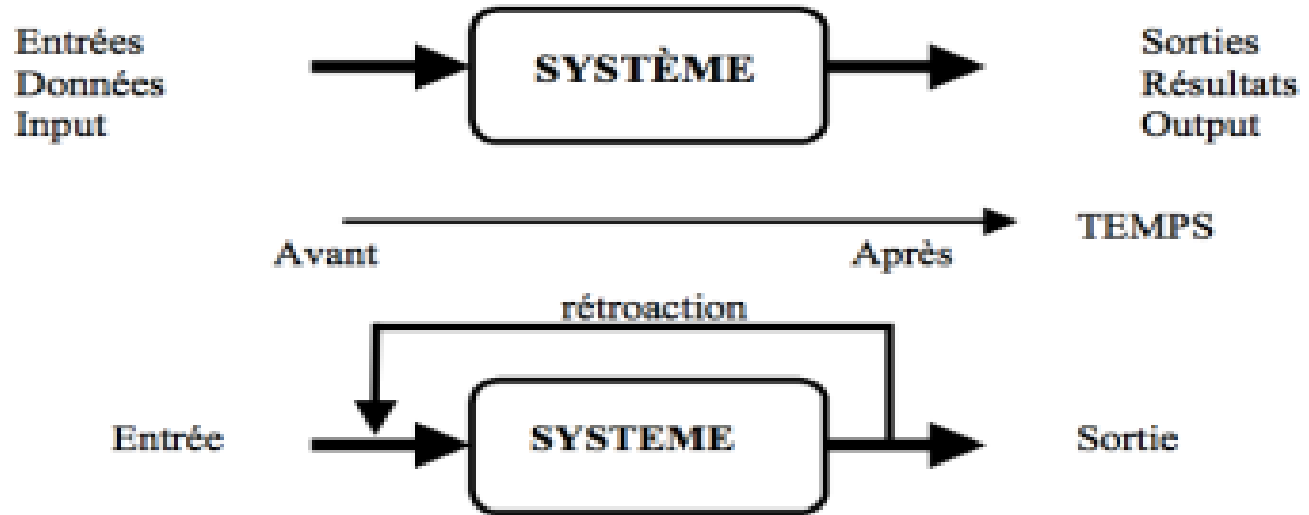 Entrées
Données
Input
SYSTÈME
Sorties
Résultats
Output
TEMPS
Avant
Après
rétroaction
Entrée
SYSTEME
Sortie